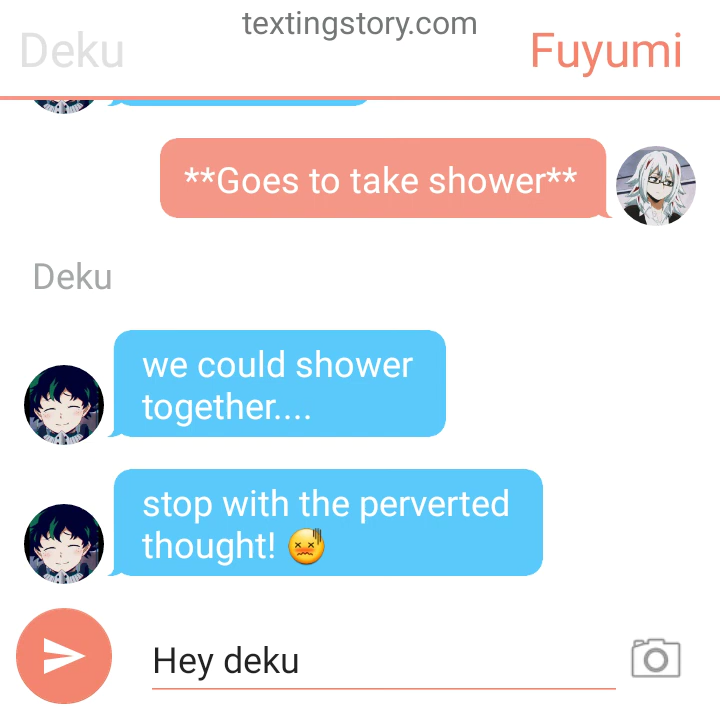 textingstory.com
Deku
Fuyumi
**Goes to take shower**
Deku
we could shower
together....
stop with the perverted
thought! 😖
Hey deku